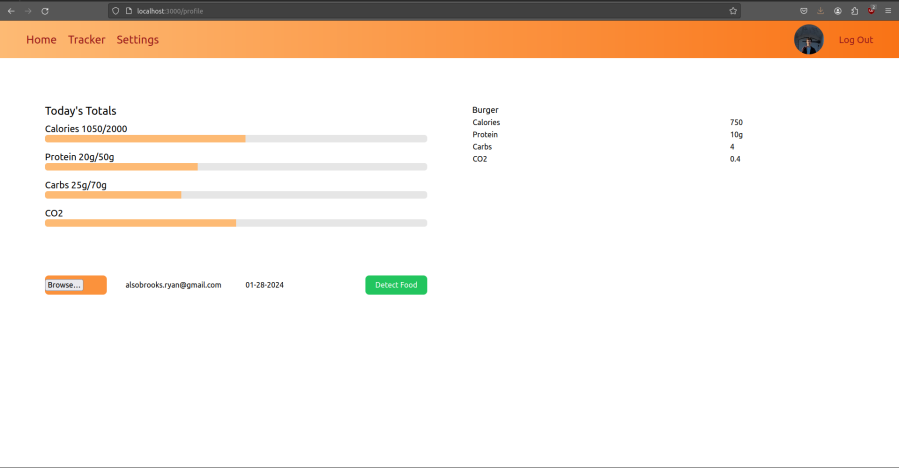 localhost:3000/profile
Home Tracker Settings Log Out
Today's Totals
Calories 1050/2000
Protein 20g/50g
Carbs 25g/70g
CO2
Browse... alsobrooks.ryan@gmail.com 01-28-2024 Detect Food
Burger
Calories 750
Protein 10g
Carbs 4
CO2 0.4